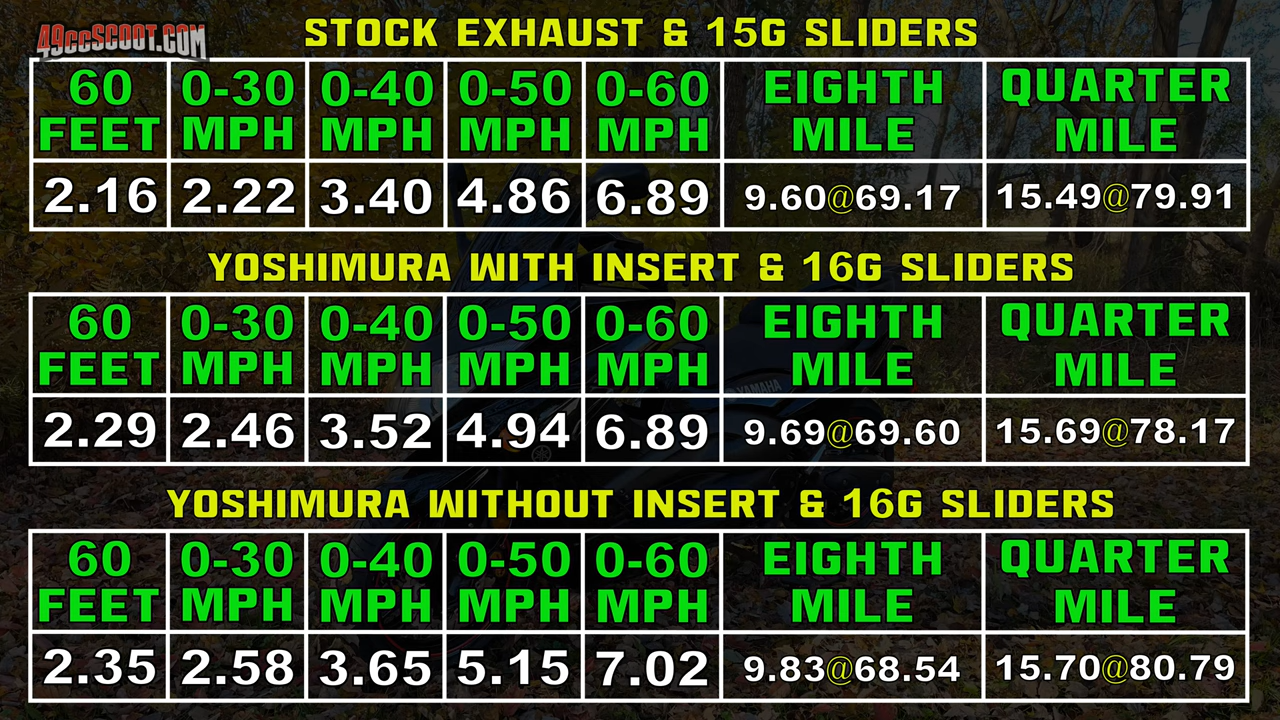 49ccSCOOT.COM
STOCK EXHAUST & 15G SLIDERS
60 FEET 0-30 MPH 0-40 MPH 0-50 MPH 0-60 MPH EIGHTH MILE QUARTER MILE
2.16 2.22 3.40 4.86 6.89 9.60@69.17 15.49@79.91
YOSHIMURA WITH INSERT & 16G SLIDERS
60 FEET 0-30 MPH 0-40 MPH 0-50 MPH 0-60 MPH EIGHTH MILE QUARTER MILE
2.29 2.46 3.52 4.94 6.89 9.69@69.60 15.69@78.17
YAMAHA
YOSHIMURA WITHOUT INSERT & 16G SLIDERS
60 FEET 0-30 MPH 0-40 MPH 0-50 MPH 0-60 MPH EIGHTH MILE QUARTER MILE
2.35 2.58 3.65 5.15 7.02 9.83@68.54 15.70@80.79